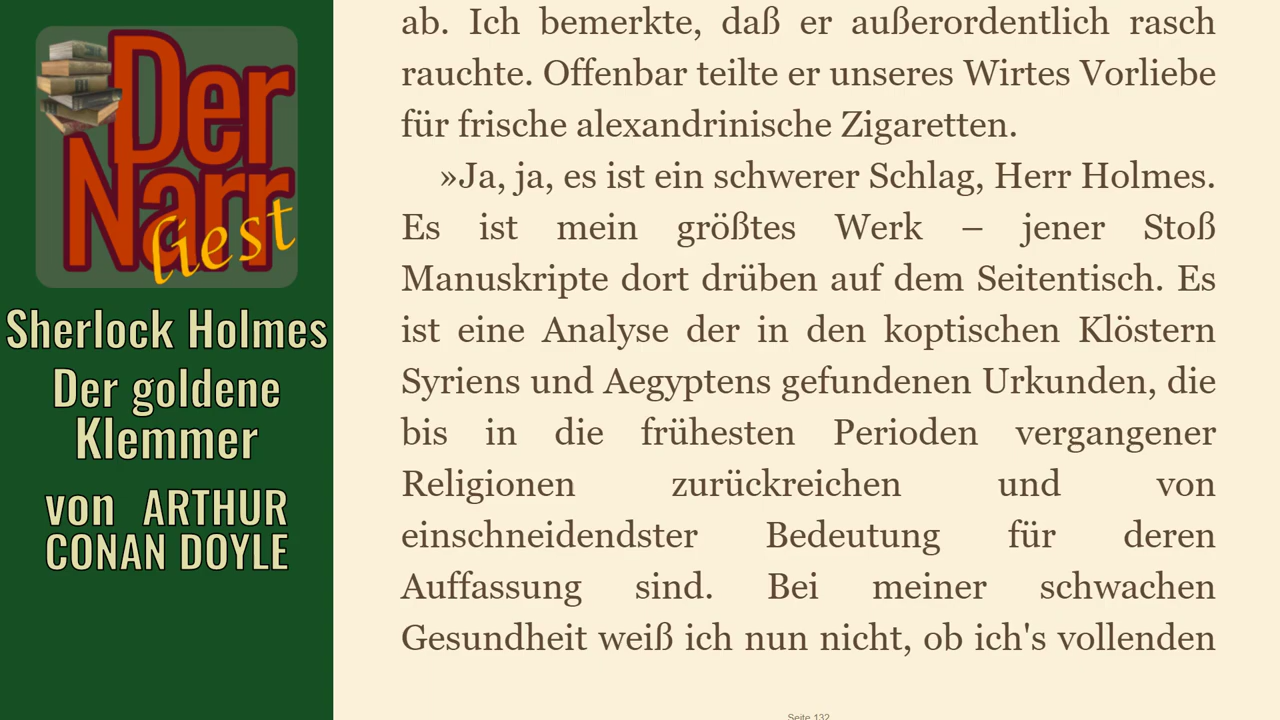 Der
Narr
liest
Sherlock Holmes
Der goldene
Klemmer
von ARTHUR
CONAN DOYLE
ab. Ich bemerkte, daß er außerordentlich rasch
rauchte. Offenbar teilte er unseres Wirtes Vorliebe
für frische alexandrinische Zigaretten.
»Ja, ja, es ist ein schwerer Schlag, Herr Holmes.
Es ist mein größtes Werk – jener Stoß
Manuskripte dort drüben auf dem Seitentisch. Es
ist eine Analyse der in den koptischen Klöstern
Syriens und Aegyptens gefundenen Urkunden, die
bis in die frühesten Perioden vergangener
Religionen zurückreichen und von
einschneidendster Bedeutung für deren
Auffassung sind. Bei meiner schwachen
Gesundheit weiß ich nun nicht, ob ich's vollenden
Seite 132